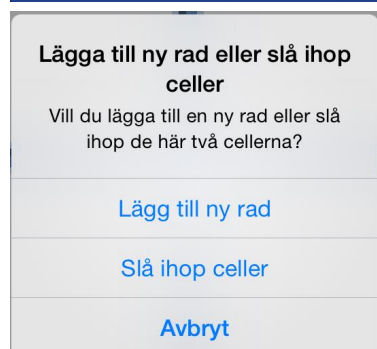 Lägga till ny rad eller slå ihop
celler
Vill du lägga till en ny rad eller slå
ihop de här två cellerna?
Lägg till ny rad
Slå ihop celler
Avbryt